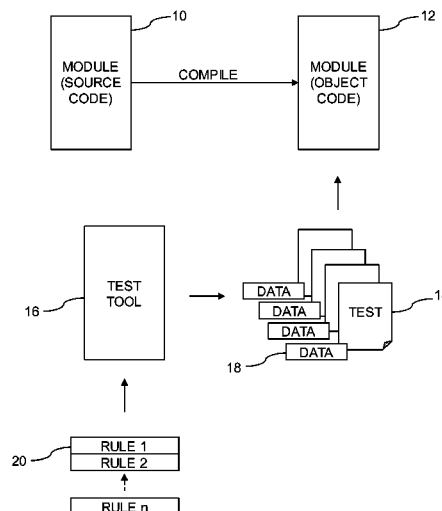 10
12
MODULE
(SOURCE
CODE)
COMPILE
MODULE
(OBJECT
CODE)
16
TEST
TOOL
DATA
DATA
DATA
DATA
TEST
18
20
RULE 1
RULE 2
RULE n